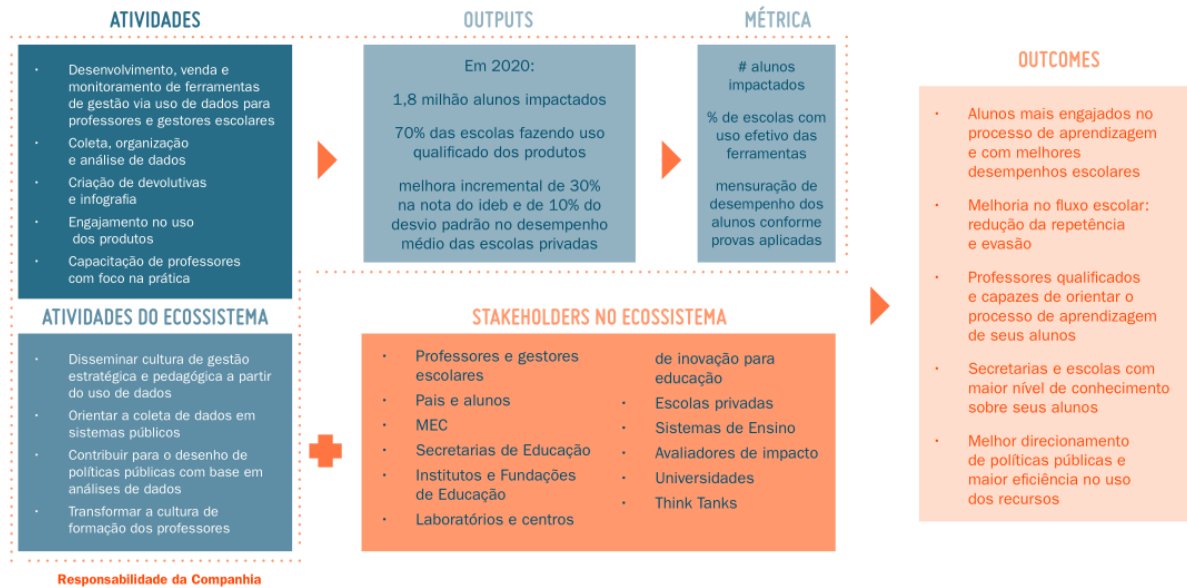 ATIVIDADES
• Desenvolvimento, venda e
monitoramento de ferramentas
de gestão via uso de dados para
professores e gestores escolares
• Coleta, organização
e análise de dados
• Criação de devolutivas
e infografia
• Engajamento no uso
dos produtos
• Capacitação de professores
com foco na prática
OUTPUTS
Em 2020:
1,8 milhão alunos impactados
70% das escolas fazendo uso
qualificado dos produtos
melhora incremental de 30%
na nota do ideb e de 10% do
desvio padrão no desempenho
médio das escolas privadas
MÉTRICA
# alunos
impactados
% de escolas com
uso efetivo das
ferramentas
mensuração de
desempenho dos
alunos conforme
provas aplicadas
ATIVIDADES DO ECOSSISTEMA
• Disseminar cultura de gestão
estratégica e pedagógica a partir
do uso de dados
• Orientar a coleta de dados em
sistemas públicos
• Contribuir para o desenho de
políticas públicas com base em
análises de dados
• Transformar a cultura de
formação dos professores
STAKEHOLDERS NO ECOSSISTEMA
• Professores e gestores
escolares
• Pais e alunos
• MEC
• Secretarias de Educação
• Institutos e Fundações
de Educação
• Laboratórios e centros
de inovação para
educação
• Escolas privadas
• Sistemas de Ensino
• Avaliadores de impacto
• Universidades
• Think Tanks
OUTCOMES
• Alunos mais engajados no
processo de aprendizagem
e com melhores
desempenhos escolares
• Melhoria no fluxo escolar:
redução da repetência
e evasão
• Professores qualificados
e capazes de orientar o
processo de aprendizagem
de seus alunos
• Secretarias e escolas com
maior nível de conhecimento
sobre seus alunos
• Melhor direcionamento
de políticas públicas e
maior eficiência no uso
dos recursos
Responsabilidade da Companhia